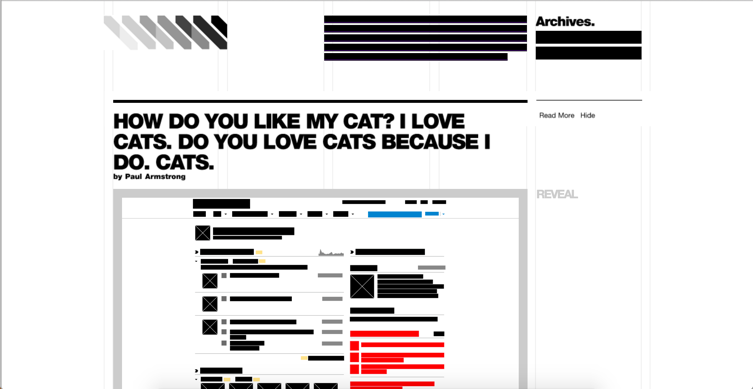 Archives.
HOW DO YOU LIKE MY CAT? I LOVE
CATS. DO YOU LOVE CATS BECAUSE I
DO. CATS.
by Paul Armstrong
Read More Hide
REVEAL